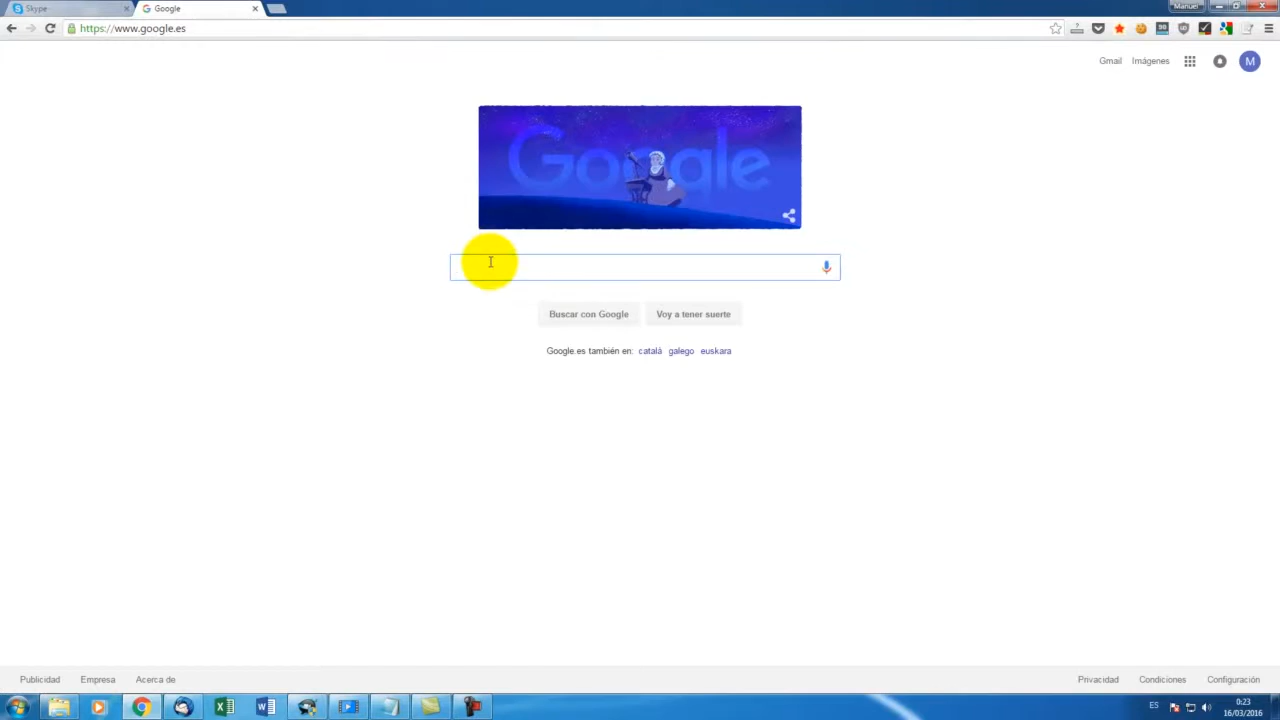 Skype
Google
Manuel
https://www.google.es
Gmail Imágenes M
Google
Buscar con Google Voy a tener suerte
Google.es también en: català galego euskara
Publicidad Empresa Acerca de
Privacidad Condiciones Configuración
ES
0:23
16/03/2016